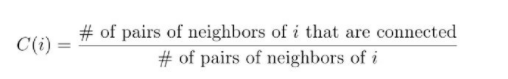 C(i) = # of pairs of neighbors of i that are connected
# of pairs of neighbors of i